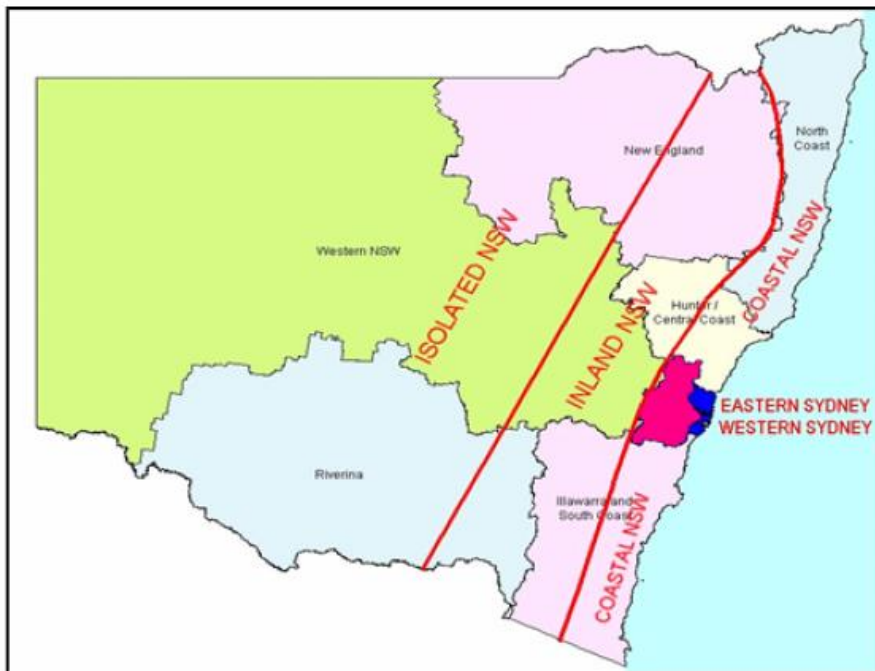 North
Coast
New England
Western NSW
ISOLATED NSW
COASTAL NSW
INLAND NSW
Hunter /
Central Coast
EASTERN SYDNEY
WESTERN SYDNEY
Riverina
Illawarra and
South Coast
COASTAL NSW